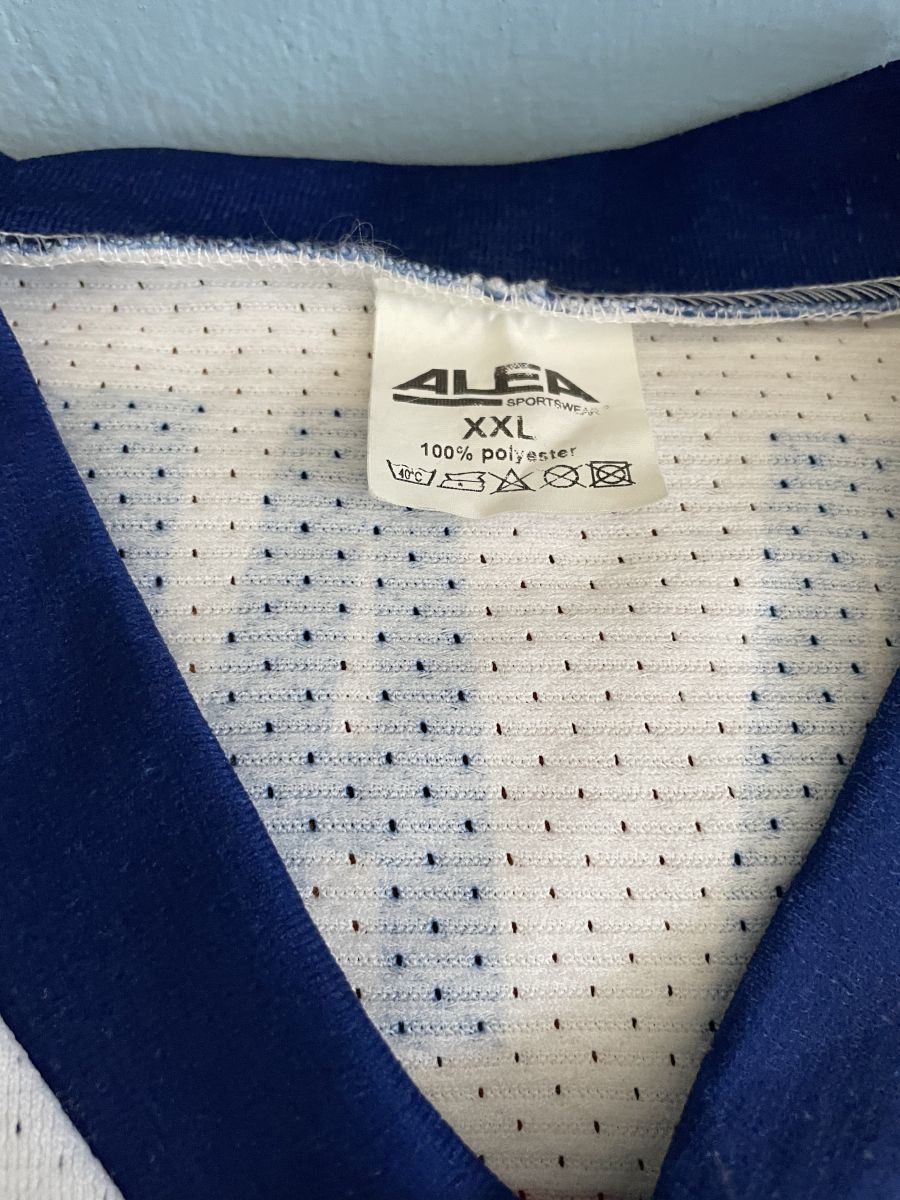 ALEA
SPORTSWEAR
XXL
100% polyester
40°C